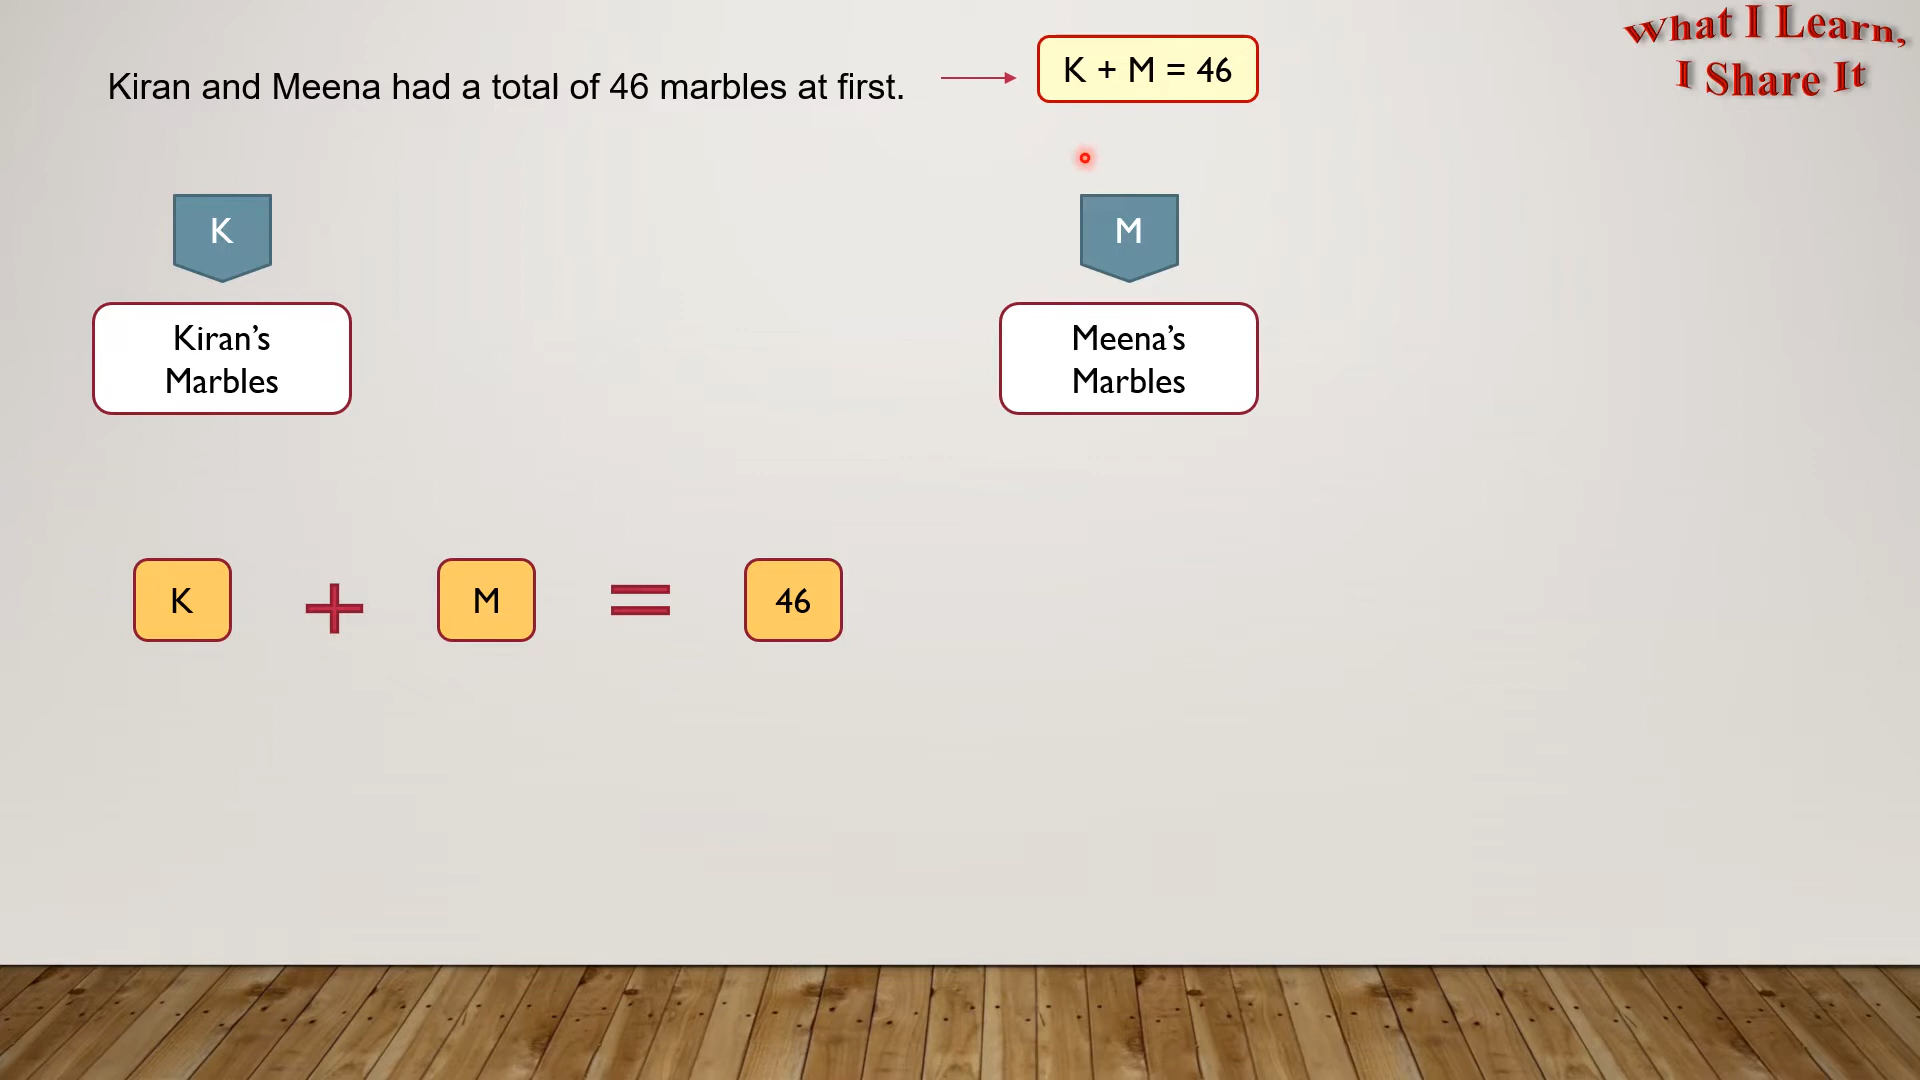 Kiran and Meena had a total of 46 marbles at first.
K + M = 46
What I Learn,
I Share It
K
M
Kiran’s
Marbles
Meena’s
Marbles
K + M = 46